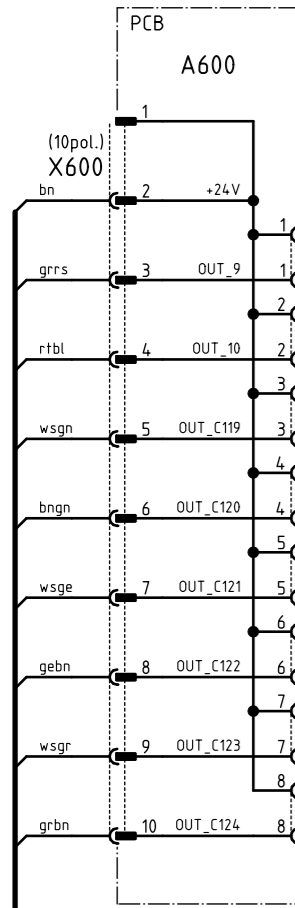 PCB
A600
1
(10pol.)
X600
bn 2 +24V
1
grrs 3 OUT_9 1
2
rtbl 4 OUT_10 2
3
wsgn 5 OUT_C119 3
4
bngn 6 OUT_C120 4
5
wsge 7 OUT_C121 5
6
gebn 8 OUT_C122 6
7
wsgr 9 OUT_C123 7
8
grbn 10 OUT_C124 8